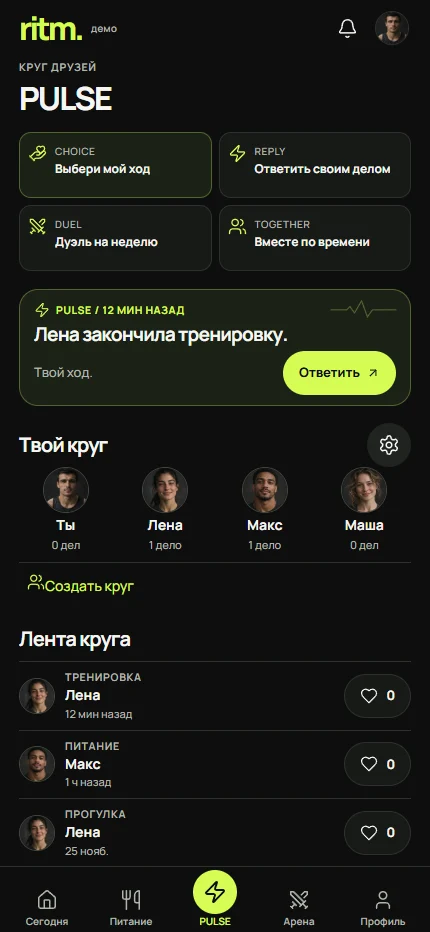 ritm. демо
КРУГ ДРУЗЕЙ
PULSE
CHOICE
Выбери мой ход
REPLY
Ответить своим делом
DUEL
Дуэль на неделю
TOGETHER
Вместе по времени
PULSE / 12 МИН НАЗАД
Лена закончила тренировку.
Твой ход.
Ответить
Твой круг
Ты
0 дел
Лена
1 дело
Макс
1 дело
Маша
0 дел
Создать круг
Лента круга
ТРЕНИРОВКА
Лена
12 мин назад
0
ПИТАНИЕ
Макс
1 ч назад
0
ПРОГУЛКА
Лена
25 нояб.
0
Сегодня
Питание
PULSE
Арена
Профиль